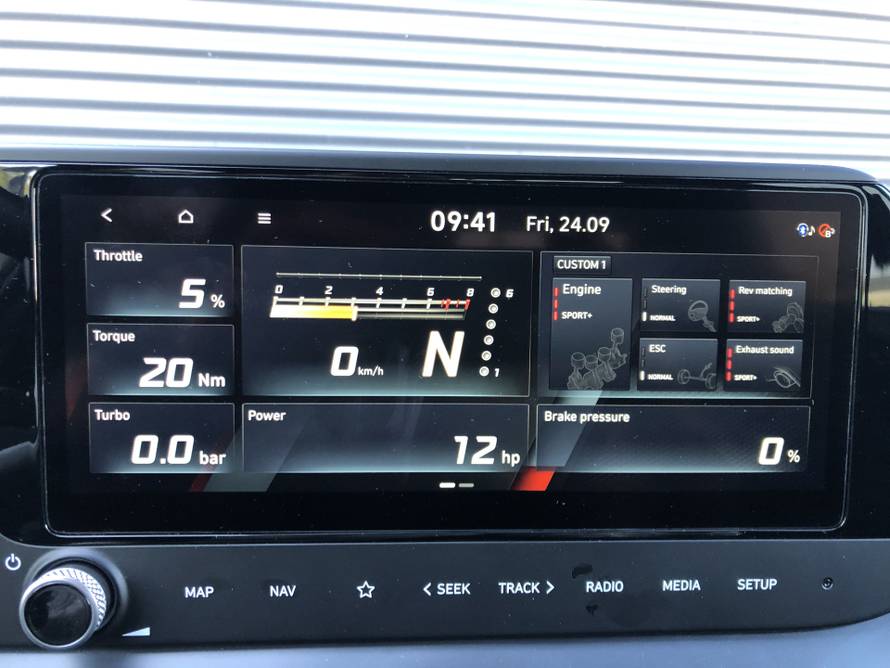 09:41 Fri, 24.09
Throttle
5 %
Torque
20 Nm
Turbo
0.0 bar
0 2 4 6 8
0 km/h
N
6
1
Power
12 hp
CUSTOM 1
Engine
SPORT+
Steering
NORMAL
Rev matching
SPORT+
ESC
NORMAL
Exhaust sound
SPORT+
Brake pressure
0 %
MAP NAV < SEEK TRACK > RADIO MEDIA SETUP